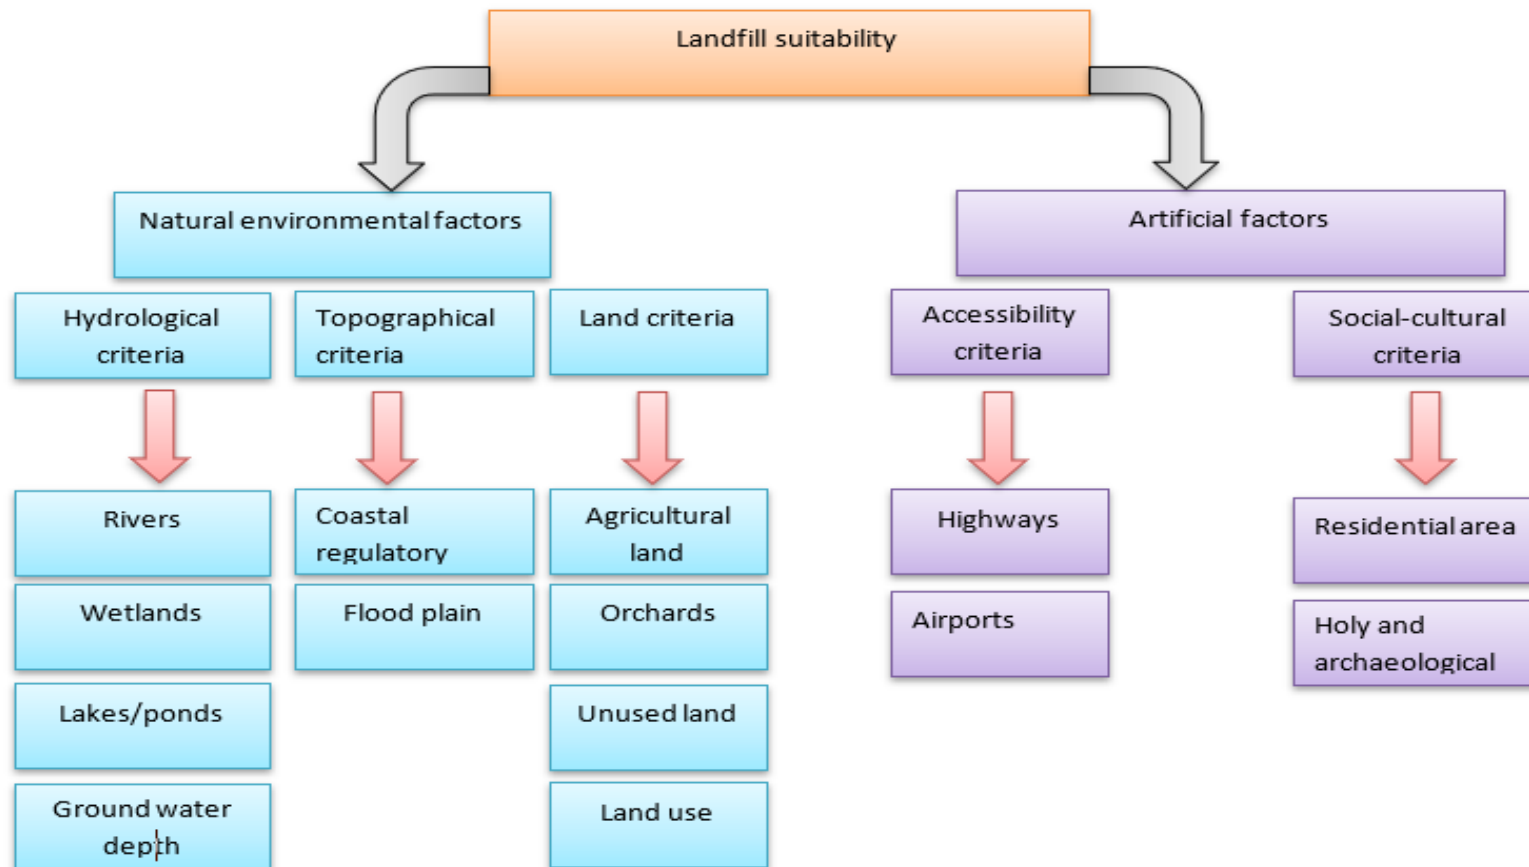 Landfill suitability
Natural environmental factors
Artificial factors
Hydrological
criteria
Topographical
criteria
Land criteria
Accessibility
criteria
Social-cultural
criteria
Rivers
Coastal
regulatory
Agricultural
land
Highways
Residential area
Wetlands
Flood plain
Orchards
Airports
Holy and
archaeological
Lakes/ponds
Unused land
Ground water
depth
Land use